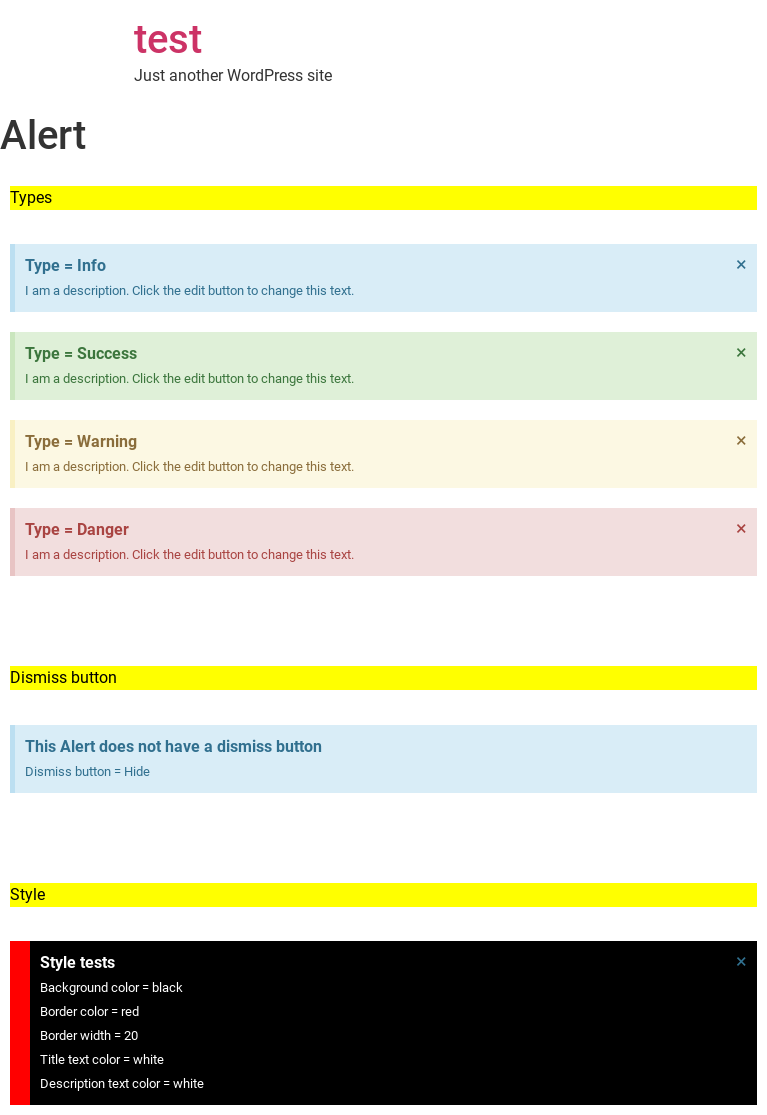 test
Just another WordPress site
Alert
Types
Type = Info
×
I am a description. Click the edit button to change this text.
Type = Success
×
I am a description. Click the edit button to change this text.
Type = Warning
×
I am a description. Click the edit button to change this text.
Type = Danger
×
I am a description. Click the edit button to change this text.
Dismiss button
This Alert does not have a dismiss button
Dismiss button = Hide
Style
Style tests
×
Background color = black
Border color = red
Border width = 20
Title text color = white
Description text color = white